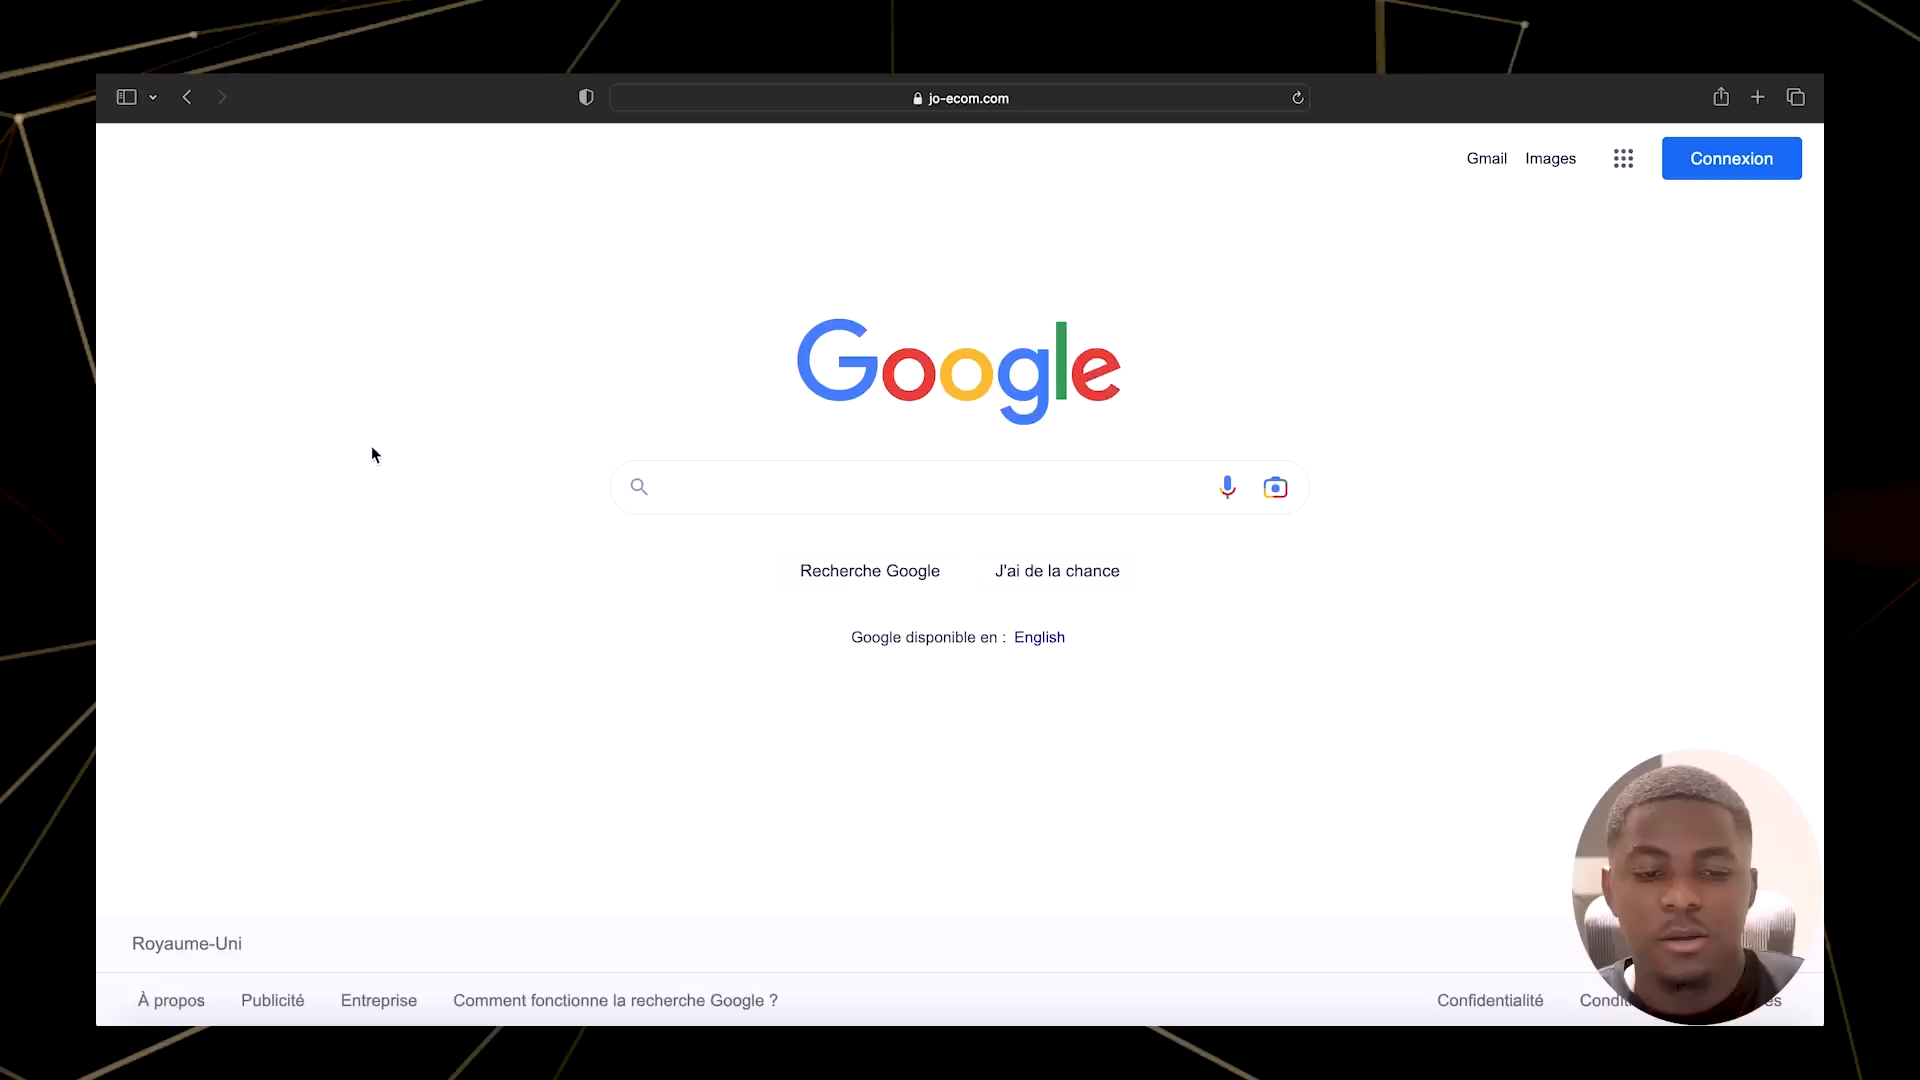 jo-ecom.com
Gmail Images Connexion
Google
Recherche Google J'ai de la chance
Google disponible en : English
Royaume-Uni
À propos Publicité Entreprise Comment fonctionne la recherche Google ? Confidentialité